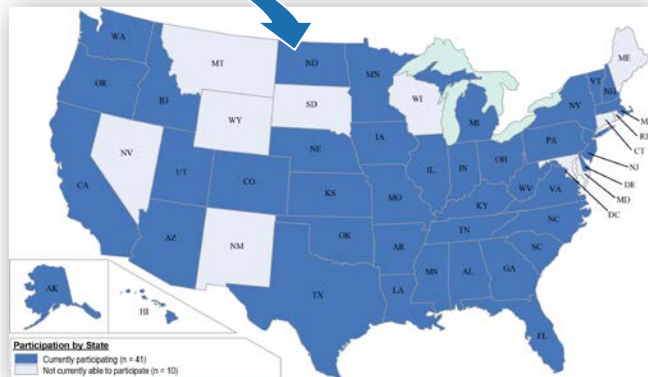 WA
MT
ND
MN
ME
VT
NH
OR
ID
SD
WI
NY
WY
MI
RI
CT
NV
NE
IA
PA
NJ
UT
CO
IL
IN
OH
DE
CA
KS
MO
WV
VA
MD
KY
DC
AZ
NM
OK
AR
TN
NC
SC
MS
AL
GA
TX
LA
FL
AK
HI
Participation by State
Currently participating (n = 41)
Not currently able to participate (n = 10)